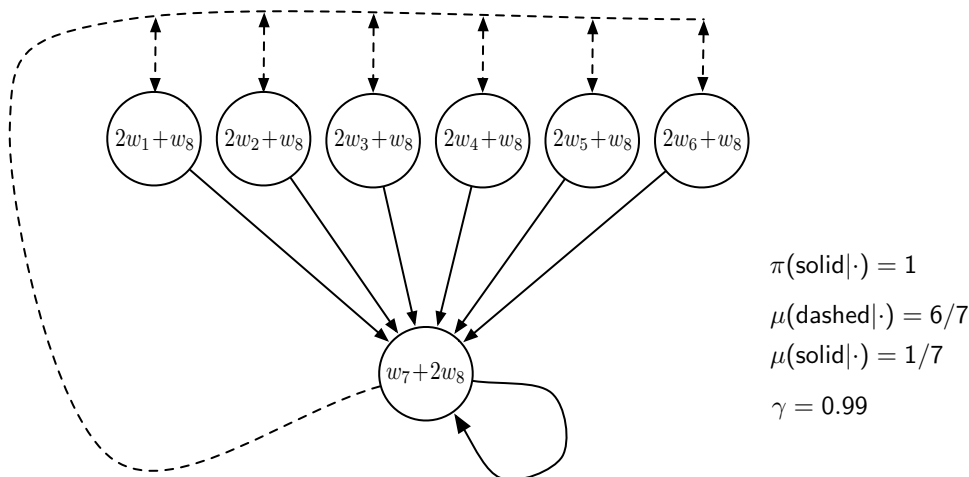 2w₁+w₈ 2w₂+w₈ 2w₃+w₈ 2w₄+w₈ 2w₅+w₈ 2w₆+w₈
w₇+2w₈
π(solid|·) = 1
μ(dashed|·) = 6/7
μ(solid|·) = 1/7
γ = 0.99